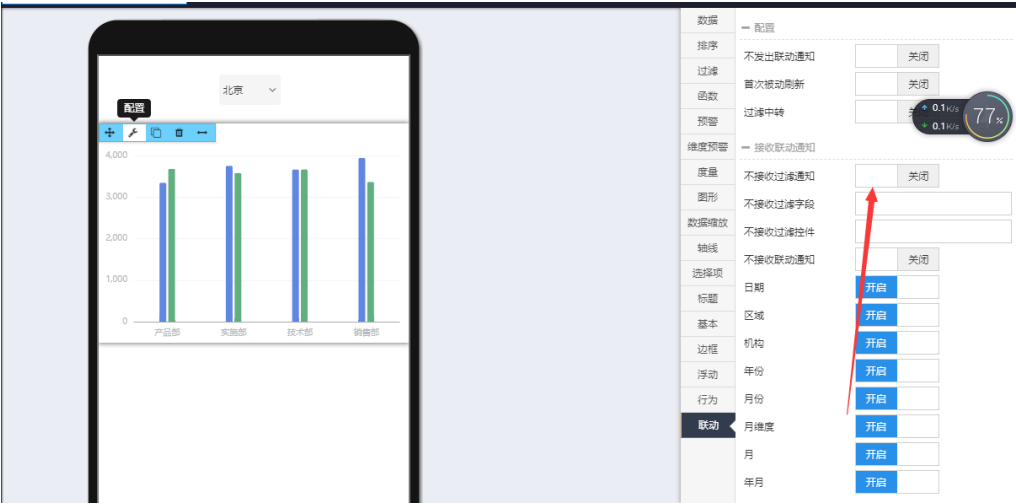 北京
配置
4,000
3,000
2,000
1,000
0
产品部 实施部 技术部 销售部
数据
排序
过滤
函数
预警
维度预警
度量
图形
数据缩放
轴线
选择项
标题
基本
边框
浮动
行为
联动
配置
不发出联动通知 关闭
首次被动刷新 关闭
过滤中转
0.1K/s
0.1K/s
77%
接收联动通知
不接收过滤通知 关闭
不接收过滤字段
不接收过滤控件
不接收联动通知 关闭
日期 开启
区域 开启
机构 开启
年份 开启
月份 开启
月维度 开启
月 开启
年月 开启